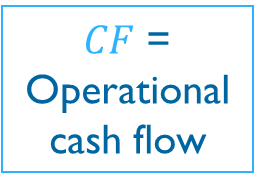 CF =
Operational
cash flow